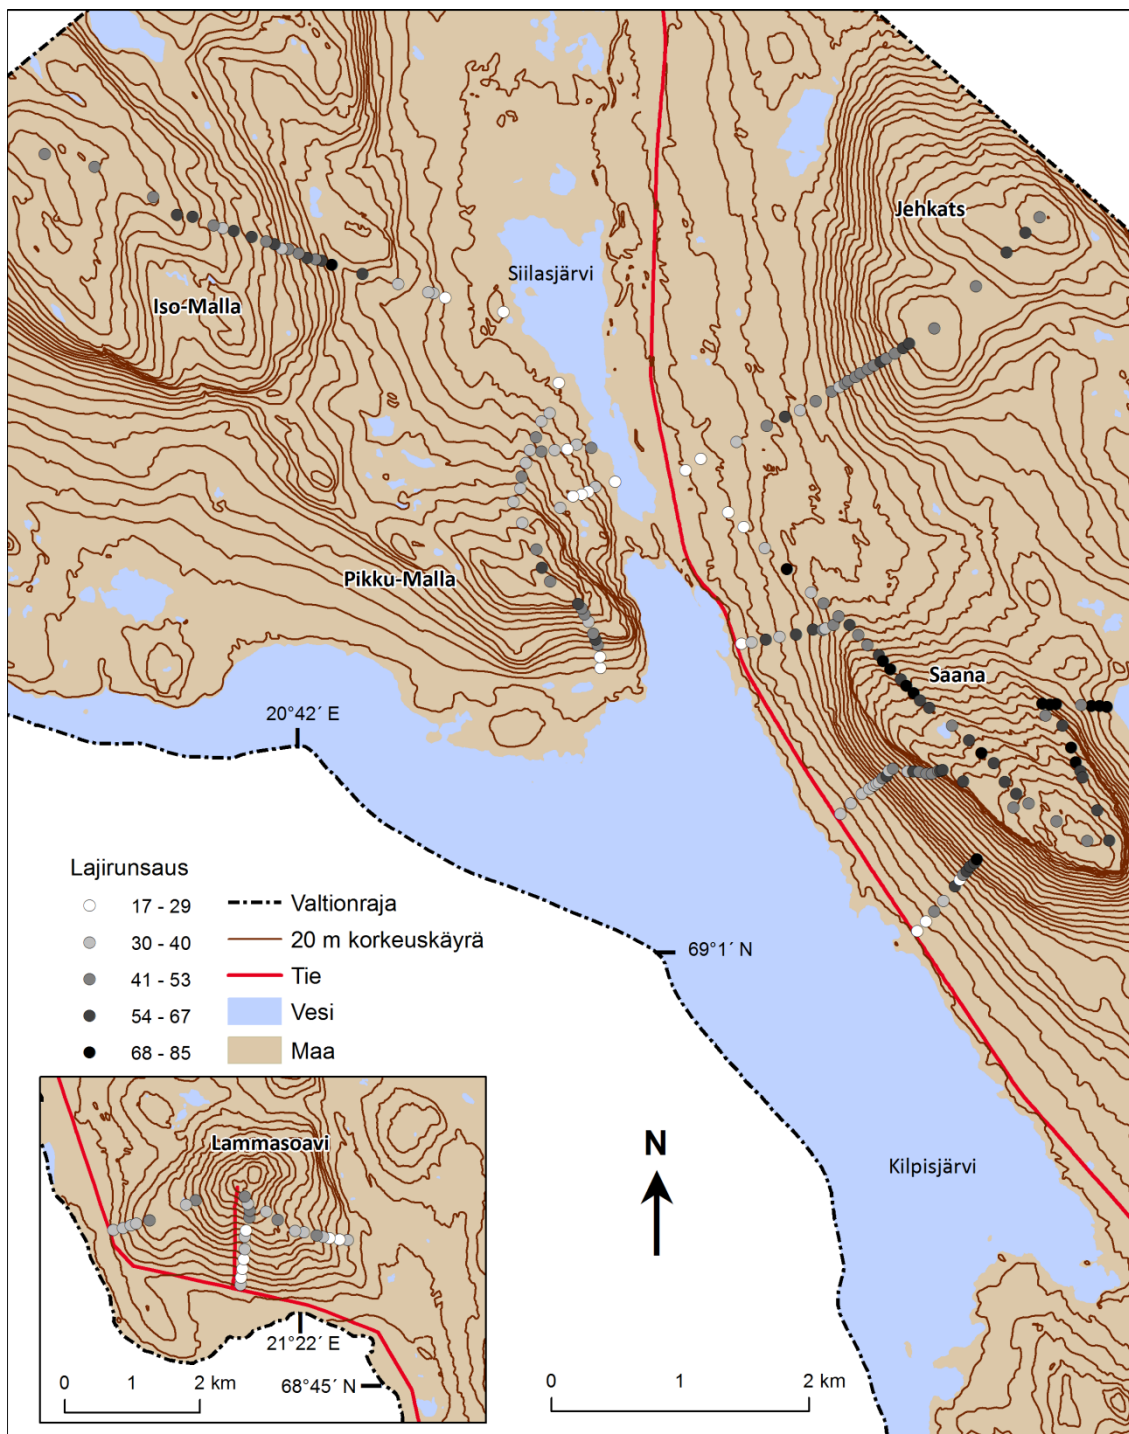 Jehkats
Siilasjärvi
Iso-Malla
Pikku-Malla
Saana
20°42´ E
Lajirunsaus
17 - 29
30 - 40
41 - 53
54 - 67
68 - 85
Valtionraja
20 m korkeuskäyrä
Tie
Vesi
Maa
69°1´ N
Lammasoavi
21°22´ E
68°45´ N
0 1 2 km
N
Kilpisjärvi
0 1 2 km